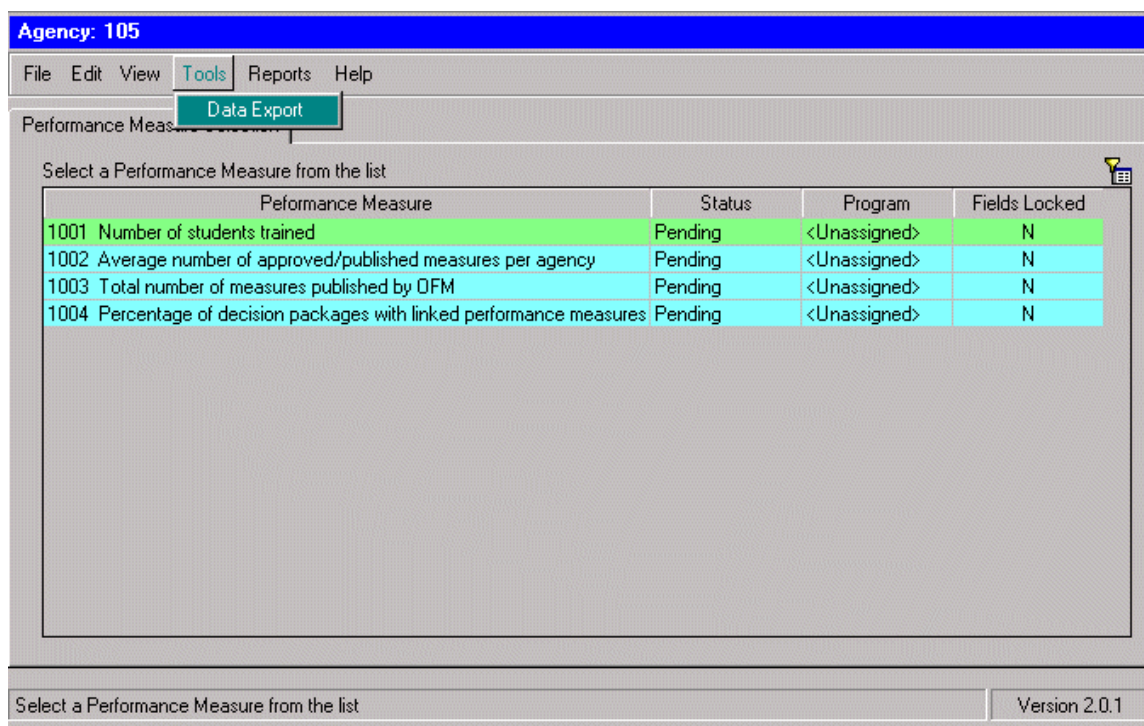 Agency: 105
File Edit View Tools Reports Help
Data Export
Performance Measure Selection
Select a Performance Measure from the list
Peformance Measure Status Program Fields Locked
1001 Number of students trained Pending <Unassigned> N
1002 Average number of approved/published measures per agency Pending <Unassigned> N
1003 Total number of measures published by OFM Pending <Unassigned> N
1004 Percentage of decision packages with linked performance measures Pending <Unassigned> N
Select a Performance Measure from the list Version 2.0.1